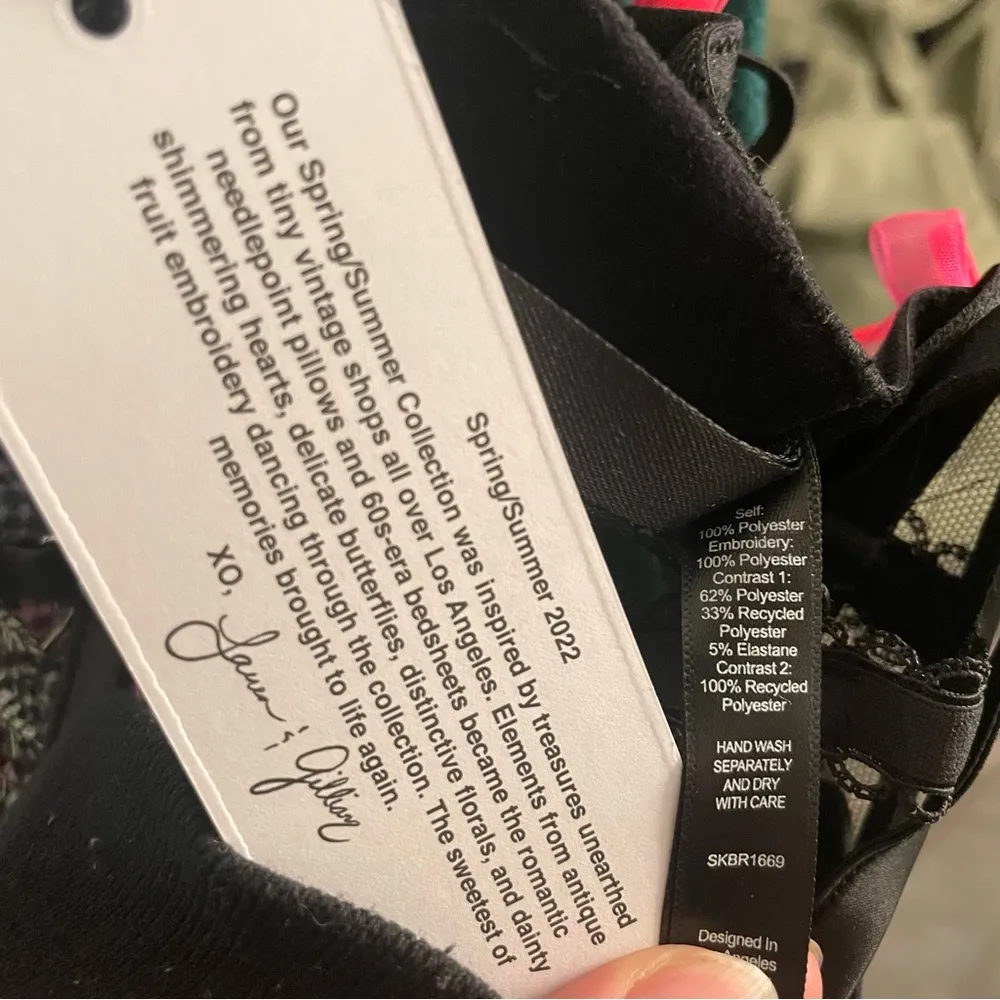 Spring/Summer 2022
Our Spring/Summer Collection was inspired by treasures unearthed
from tiny vintage shops all over Los Angeles. Elements from antique
needlepoint pillows and 60s-era bedsheets became the romantic
shimmering hearts, delicate butterflies, distinctive florals, and dainty
fruit embroidery dancing through the collection. The sweetest of
memories brought to life again.
XO,
Lauren & Gillian
Self:
100% Polyester
Embroidery:
100% Polyester
Contrast 1:
62% Polyester
33% Recycled
Polyester
5% Elastane
Contrast 2:
100% Recycled
Polyester
HAND WASH
SEPARATELY
AND DRY
WITH CARE
SKBR1669
Designed In
Angeles